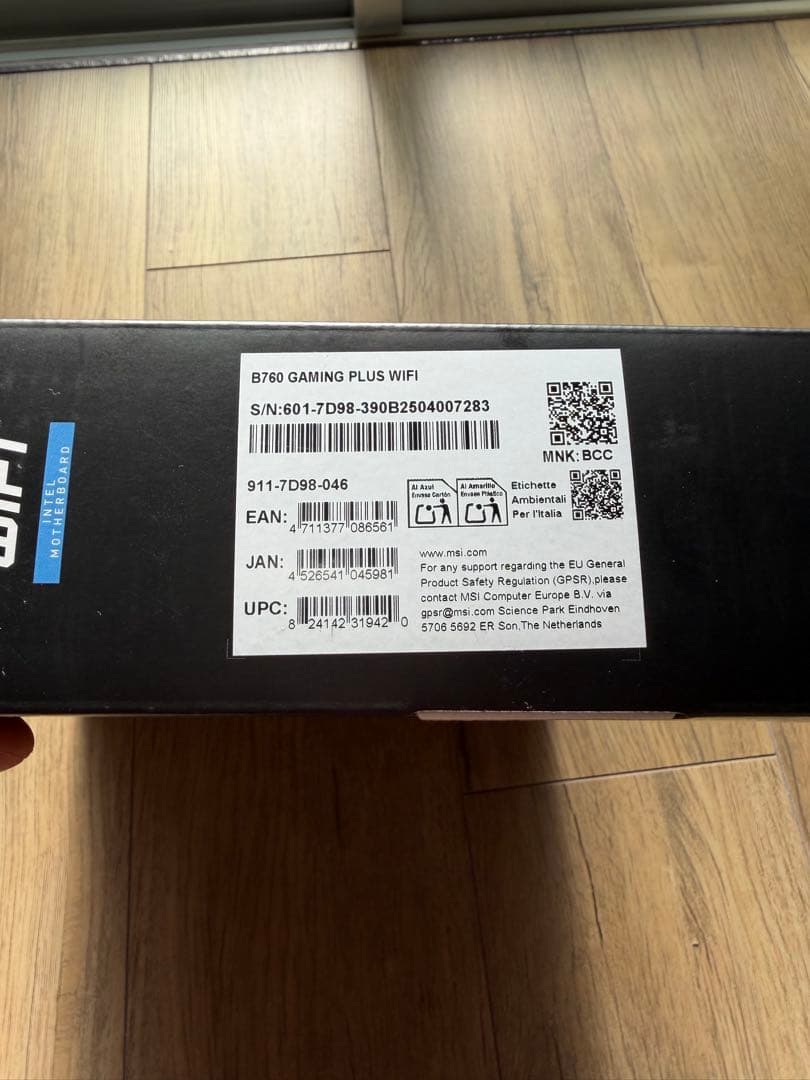 WIFI
INTEL
MOTHERBOARD
B760 GAMING PLUS WIFI
S/N:601-7D98-390B2504007283
MNK:BCC
911-7D98-046
Al Azul
Envase Cartón
Al Amarillo
Envase Plástico
Etichette
Ambientali
Per l'Italia
EAN:
4 711377 086561
JAN:
4 526541 045981
UPC:
8 24142 31942 0
www.msi.com
For any support regarding the EU General
Product Safety Regulation (GPSR),please
contact MSI Computer Europe B.V. via
gpsr@msi.com Science Park Eindhoven
5706 5692 ER Son,The Netherlands